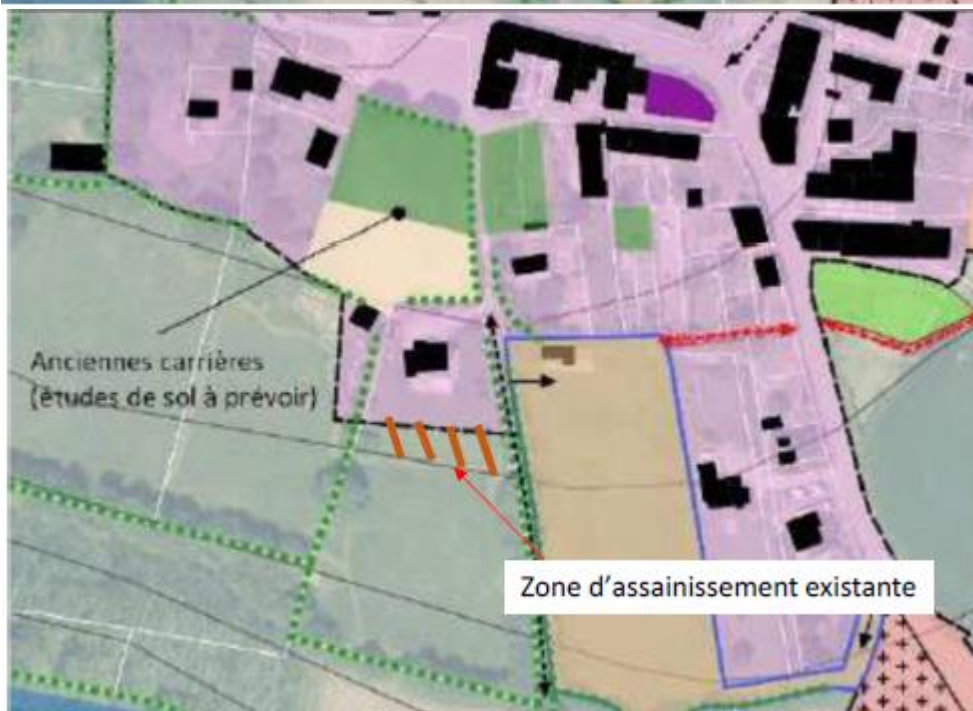 Anciennes carrières
(études de sol à prévoir)
Zone d'assainissement existante